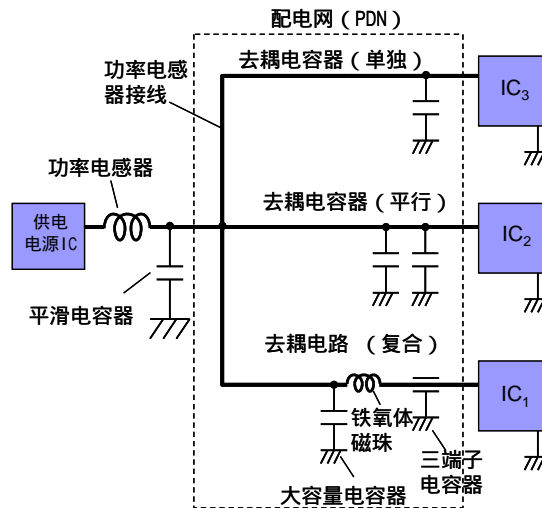 配电网（PDN）
去耦电容器（单独）
功率电感
器接线
IC3
功率电感器
去耦电容器（平行）
供电
电源IC
IC2
平滑电容器
去耦电路 （复合）
IC1
铁氧体
磁珠
三端子
电容器
大容量电容器